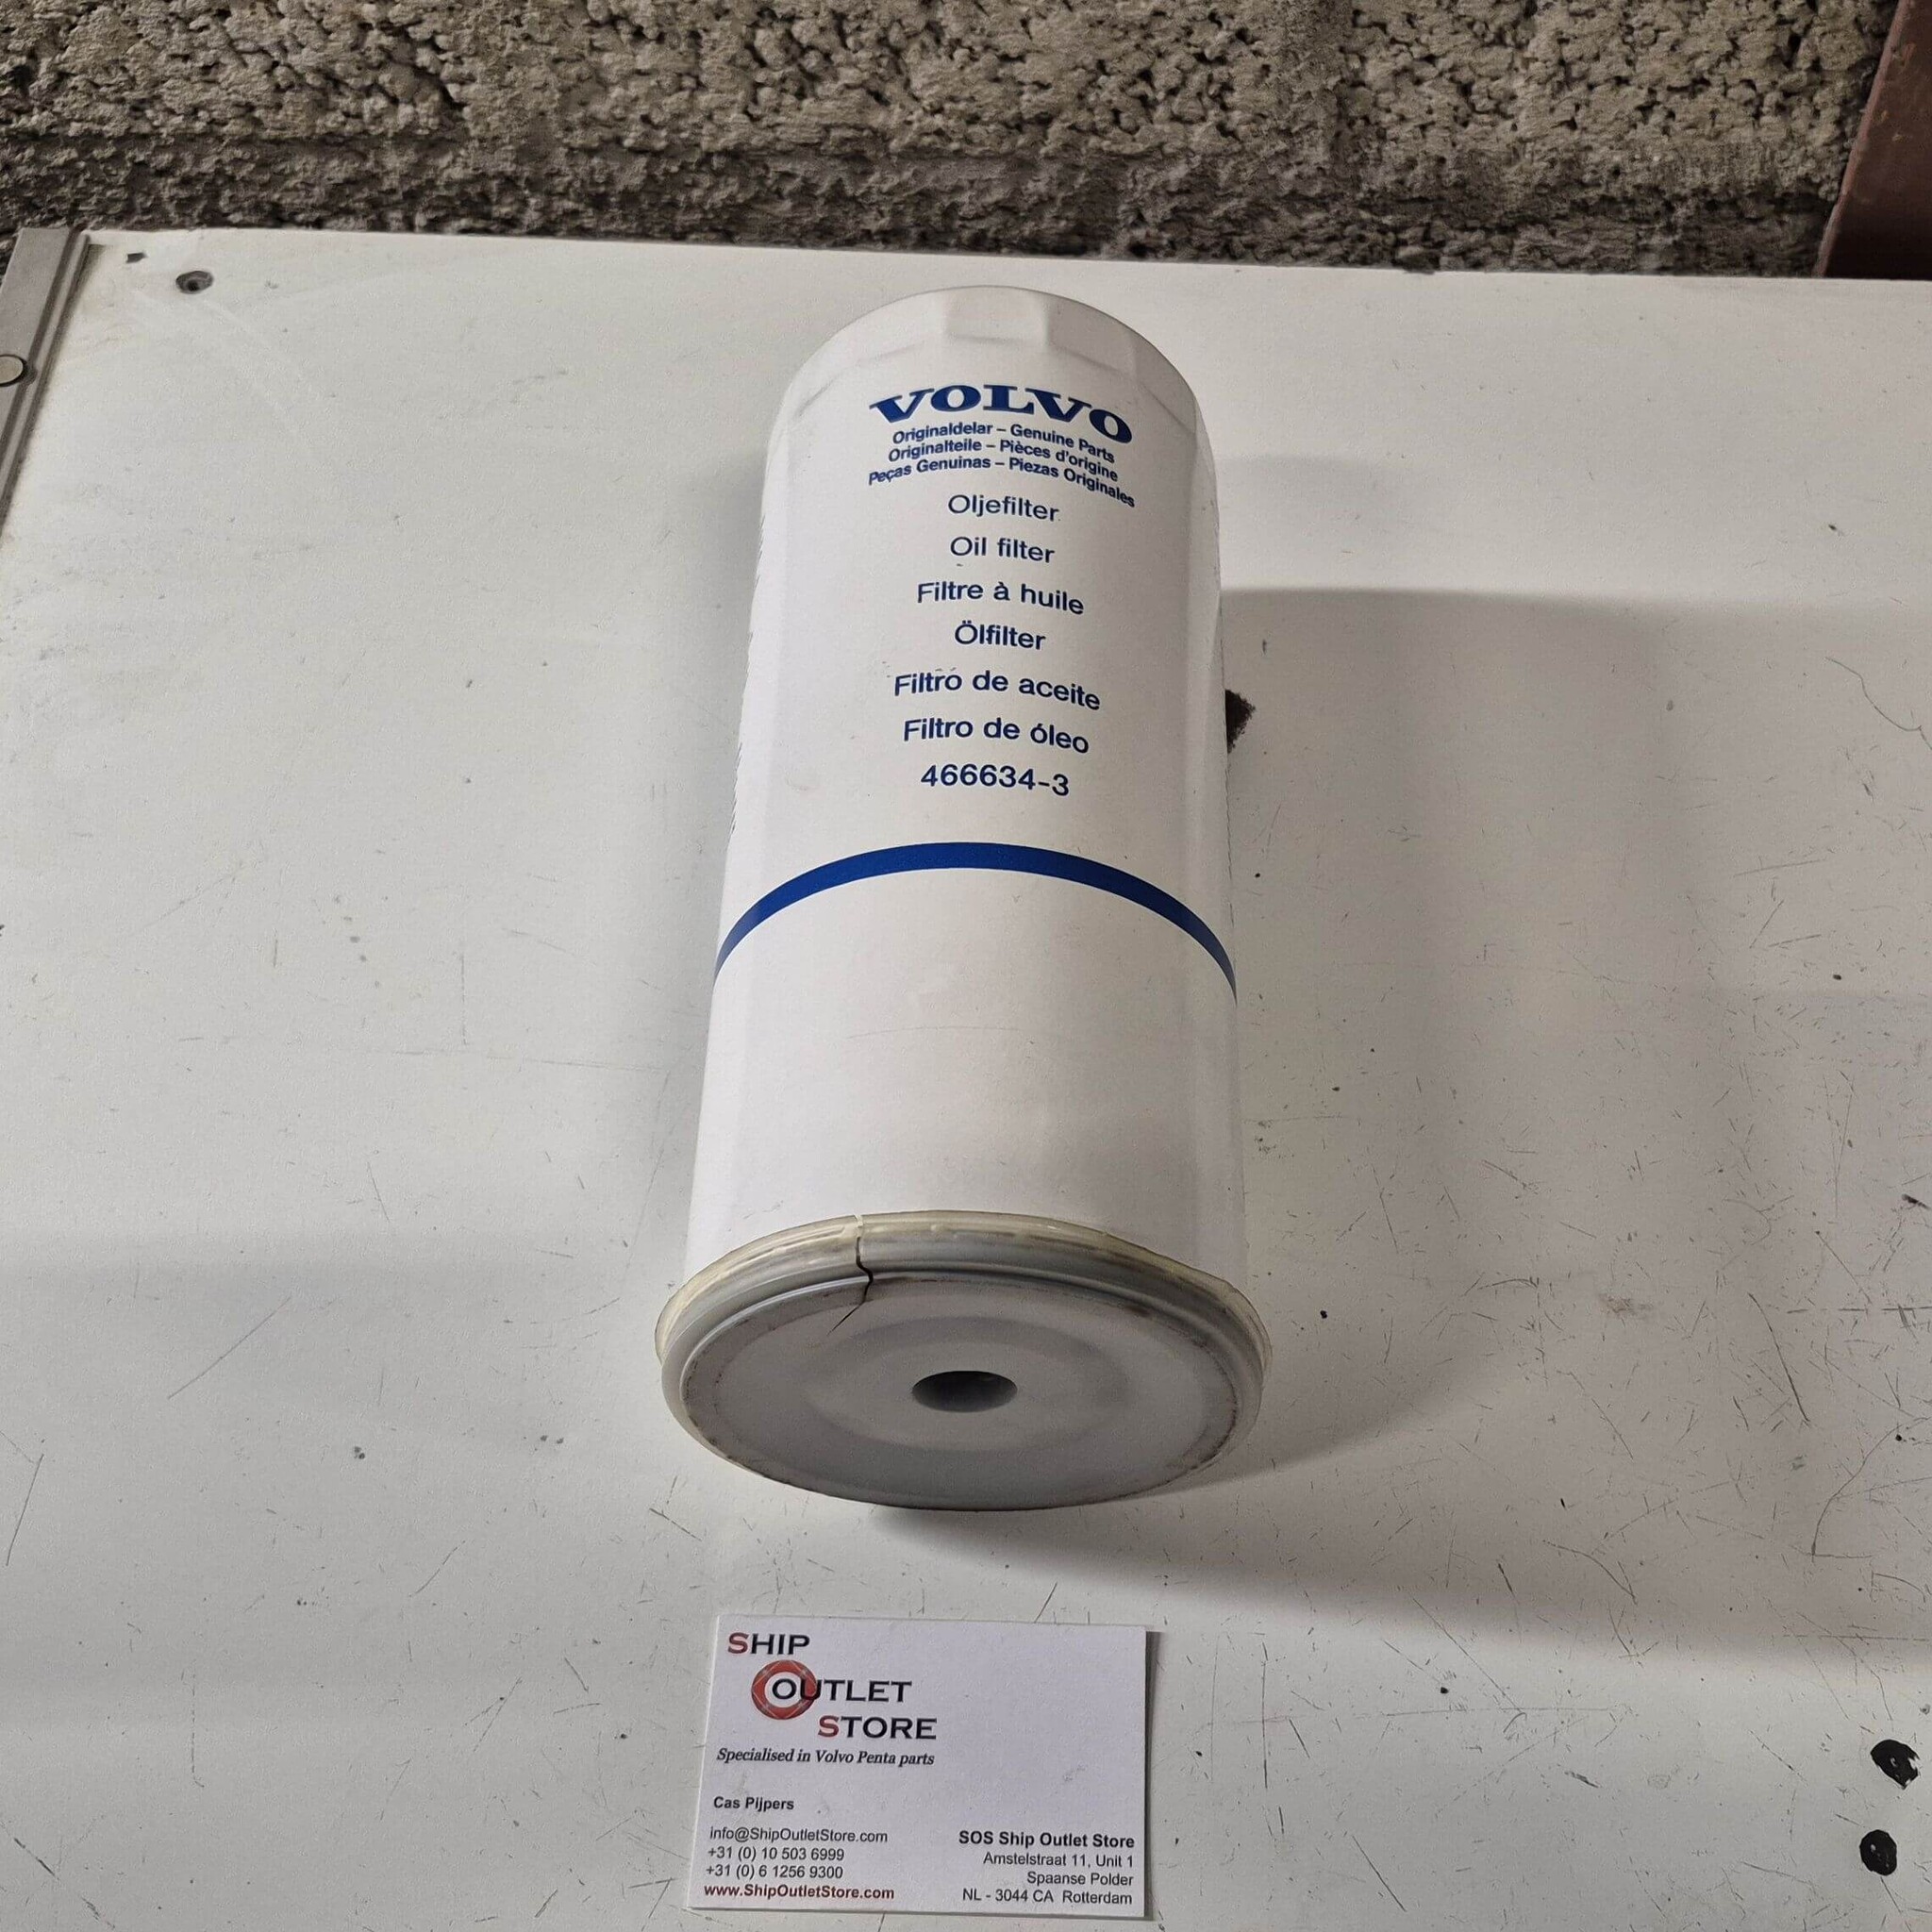 VOLVO
Originaldelar – Genuine Parts
Originalteile – Pièces d'origine
Peças Genuinas – Piezas Originales
Oljefilter
Oil filter
Filtre à huile
Ölfilter
Filtro de aceite
Filtro de óleo
466634-3
SHIP
OUTLET
STORE
Specialised in Volvo Penta parts
Cas Pijpers
info@ShipOutletStore.com
+31 (0) 10 503 6999
+31 (0) 6 1256 9300
www.ShipOutletStore.com
SOS Ship Outlet Store
Amstelstraat 11, Unit 1
Spaanse Polder
NL - 3044 CA Rotterdam